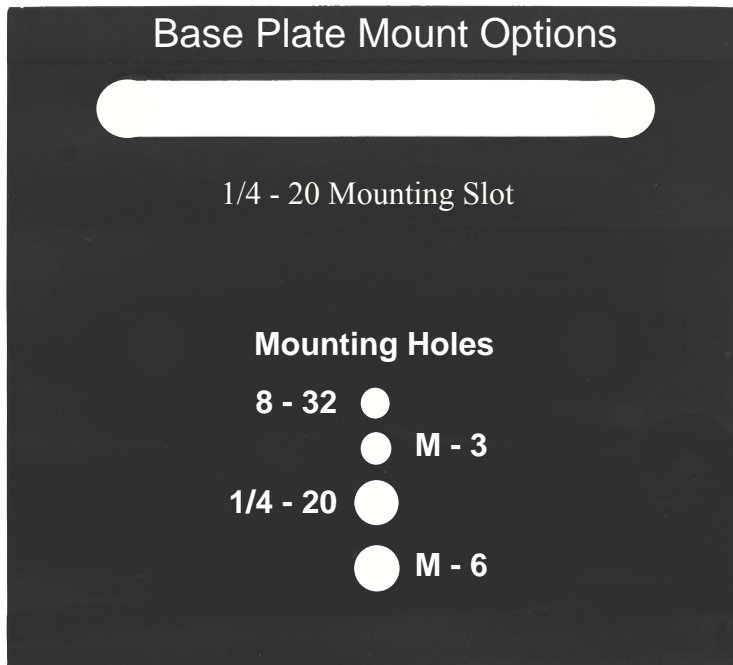 Base Plate Mount Options
1/4 - 20 Mounting Slot
Mounting Holes
8 - 32
M - 3
1/4 - 20
M - 6